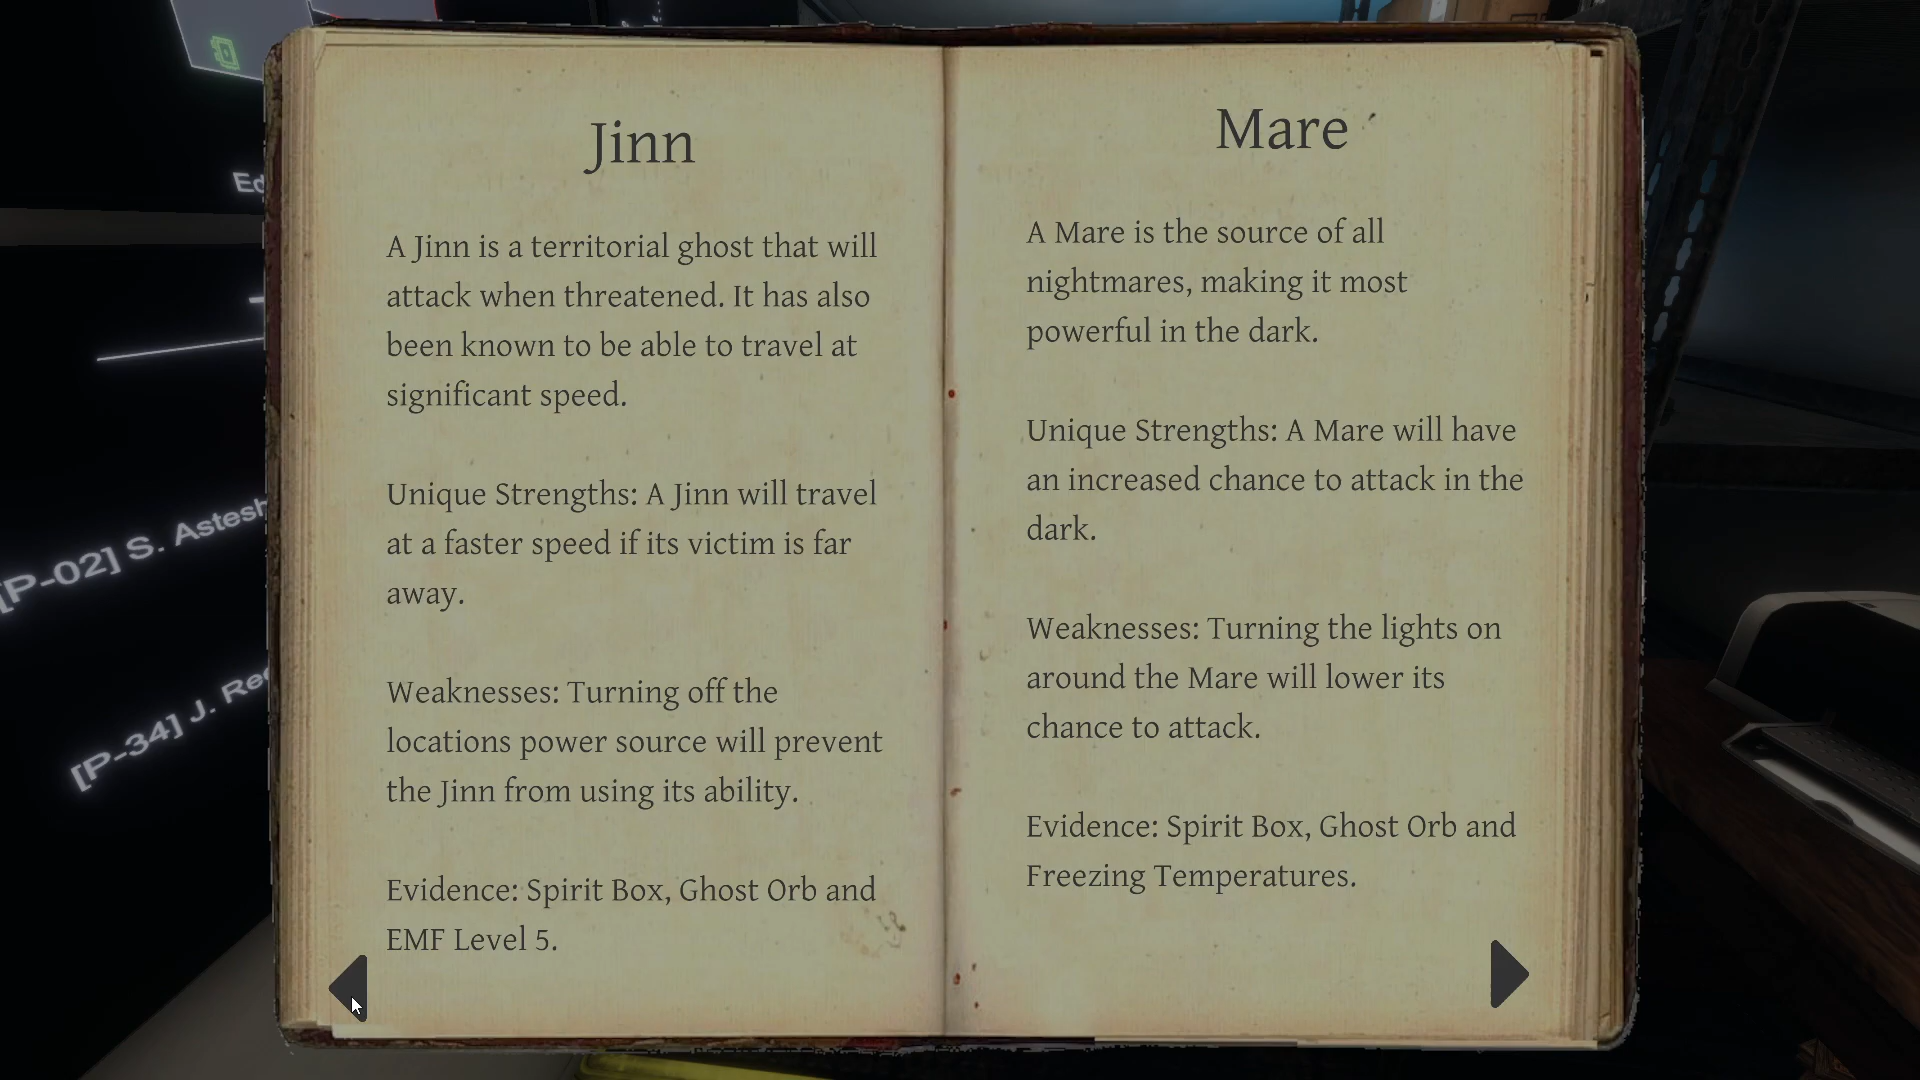 Jinn
A Jinn is a territorial ghost that will
attack when threatened. It has also
been known to be able to travel at
significant speed.
Unique Strengths: A Jinn will travel
at a faster speed if its victim is far
away.
Weaknesses: Turning off the
locations power source will prevent
the Jinn from using its ability.
Evidence: Spirit Box, Ghost Orb and
EMF Level 5.
Mare
A Mare is the source of all
nightmares, making it most
powerful in the dark.
Unique Strengths: A Mare will have
an increased chance to attack in the
dark.
Weaknesses: Turning the lights on
around the Mare will lower its
chance to attack.
Evidence: Spirit Box, Ghost Orb and
Freezing Temperatures.
[P-02] S.
[P-34] J.